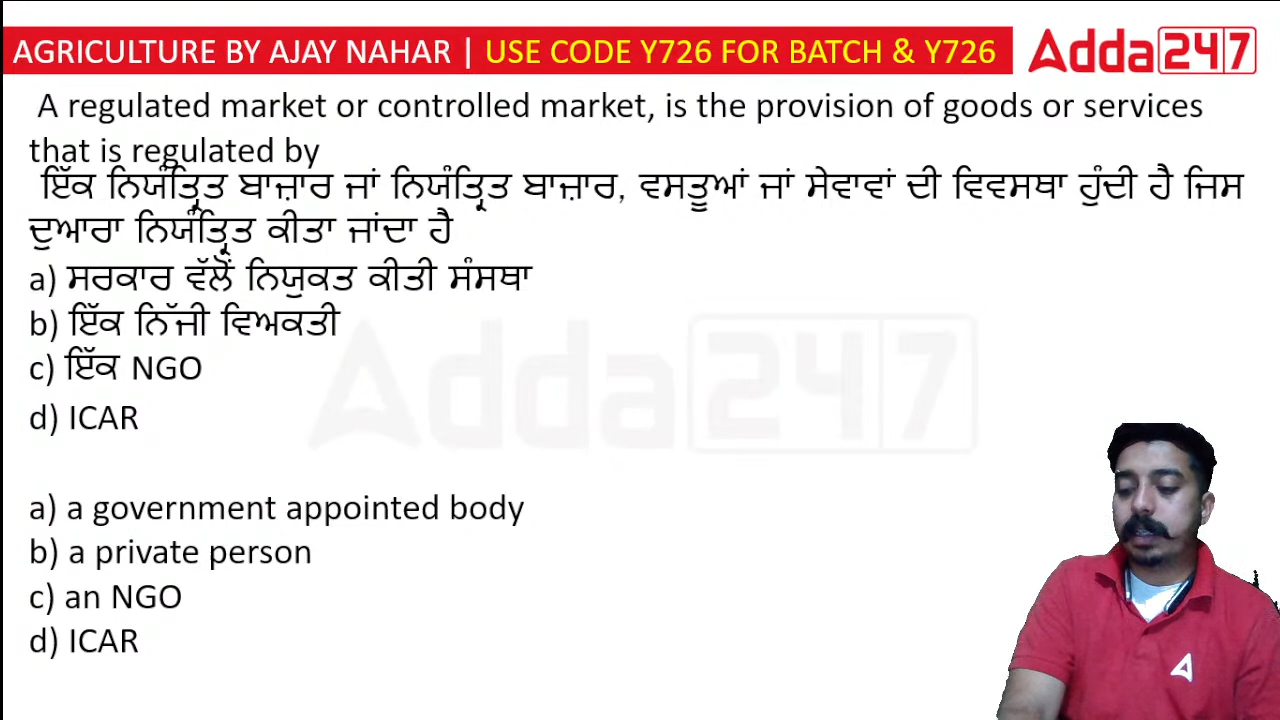 AGRICULTURE BY AJAY NAHAR | USE CODE Y726 FOR BATCH & Y726
Adda247
A regulated market or controlled market, is the provision of goods or services
that is regulated by
ਇੱਕ ਨਿਯੰਤ੍ਰਿਤ ਬਾਜ਼ਾਰ ਜਾਂ ਨਿਯੰਤ੍ਰਿਤ ਬਾਜ਼ਾਰ, ਵਸਤੂਆਂ ਜਾਂ ਸੇਵਾਵਾਂ ਦੀ ਵਿਵਸਥਾ ਹੁੰਦੀ ਹੈ ਜਿਸ
ਦੁਆਰਾ ਨਿਯੰਤ੍ਰਿਤ ਕੀਤਾ ਜਾਂਦਾ ਹੈ
a) ਸਰਕਾਰ ਵੱਲੋਂ ਨਿਯੁਕਤ ਕੀਤੀ ਸੰਸਥਾ
b) ਇੱਕ ਨਿੱਜੀ ਵਿਅਕਤੀ
c) ਇੱਕ NGO
d) ICAR
Adda247
a) a government appointed body
b) a private person
c) an NGO
d) ICAR